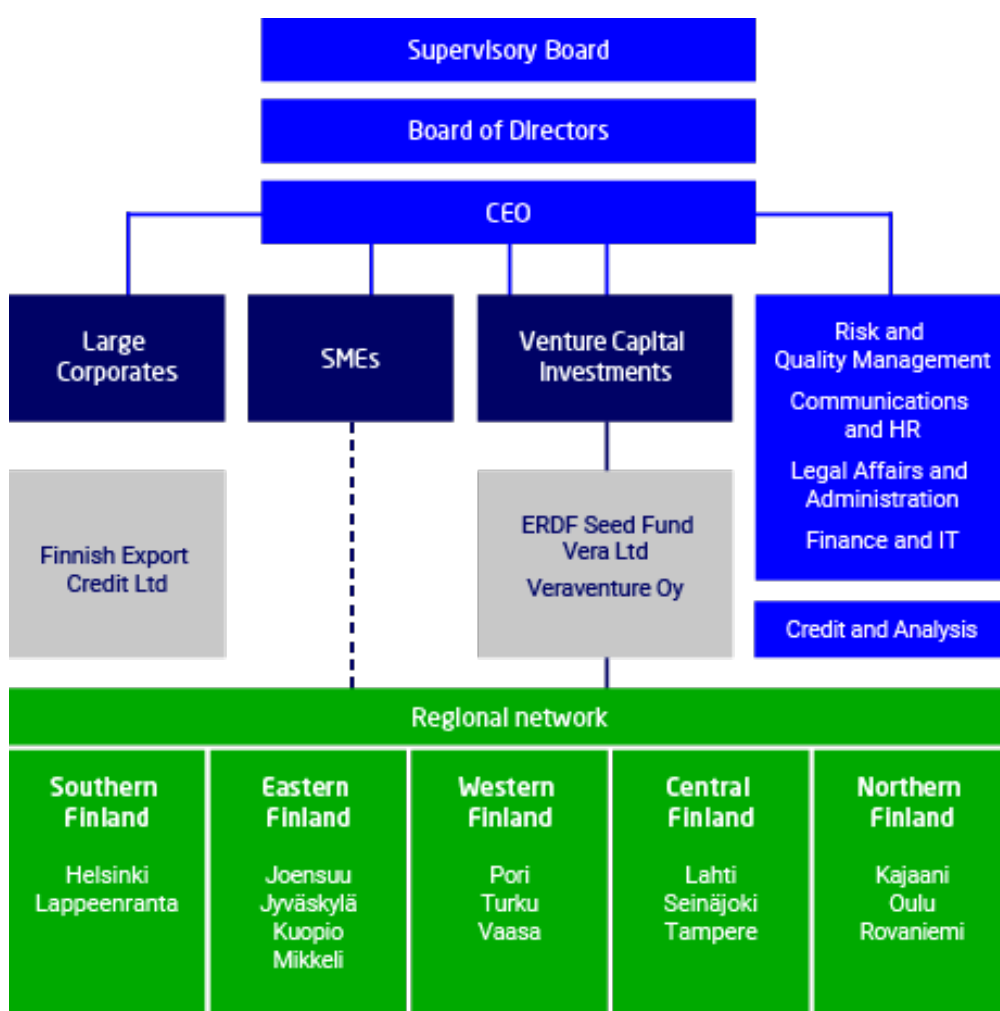 Supervisory Board
Board of Directors
CEO
Large
Corporates
SMEs
Venture Capital
Investments
Risk and
Quality Management
Communications
and HR
Legal Affairs and
Administration
Finance and IT
Finnish Export
Credit Ltd
ERDF Seed Fund
Vera Ltd
Veraventure Oy
Credit and Analysis
Regional network
Southern
Finland
Helsinki
Lappeenranta
Eastern
Finland
Joensuu
Jyväskylä
Kuopio
Mikkeli
Western
Finland
Pori
Turku
Vaasa
Central
Finland
Lahti
Seinäjoki
Tampere
Northern
Finland
Kajaani
Oulu
Rovaniemi